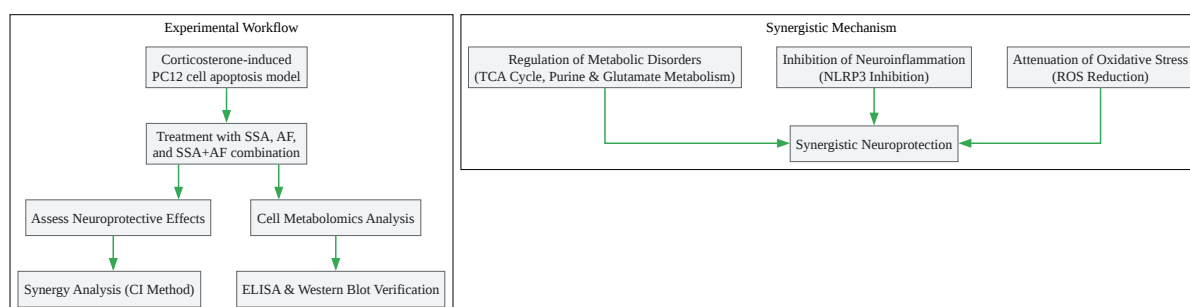 Experimental Workflow
Corticosterone-induced
PC12 cell apoptosis model
Treatment with SSA, AF,
and SSA+AF combination
Assess Neuroprotective Effects
Cell Metabolomics Analysis
Synergy Analysis (CI Method)
ELISA & Western Blot Verification
Synergistic Mechanism
Regulation of Metabolic Disorders
(TCA Cycle, Purine & Glutamate Metabolism)
Inhibition of Neuroinflammation
(NLRP3 Inhibition)
Attenuation of Oxidative Stress
(ROS Reduction)
Synergistic Neuroprotection